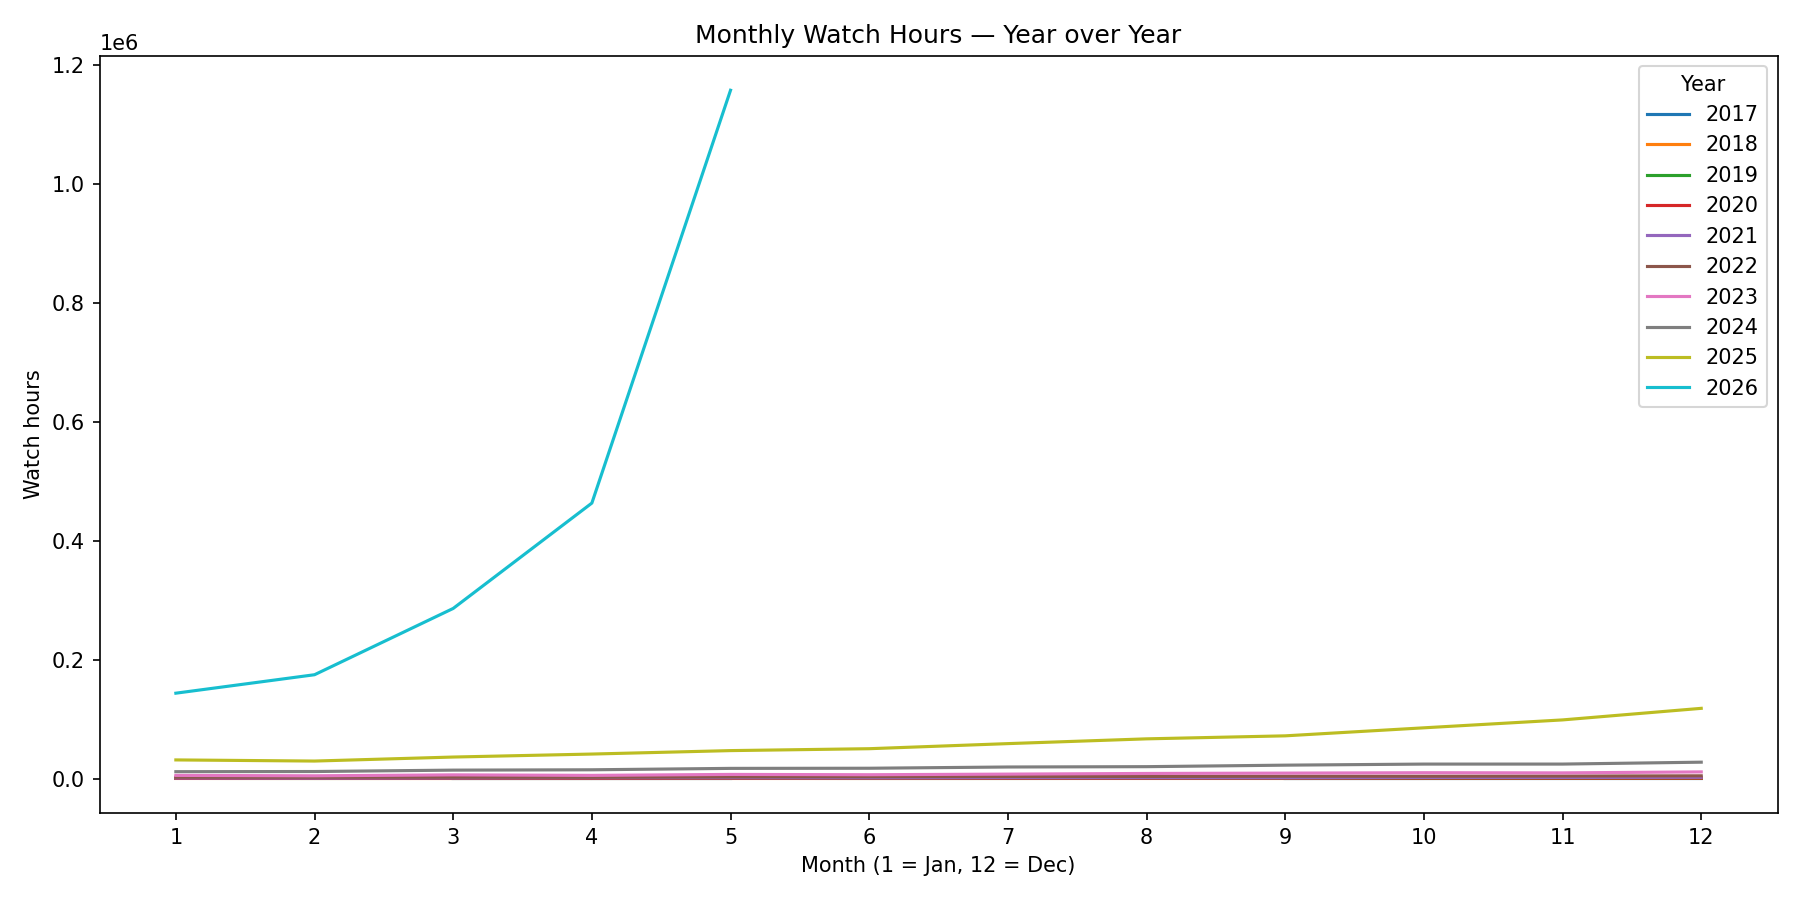 Monthly Watch Hours — Year over Year
1e6
1.2
1.0
0.8
0.6
0.4
0.2
0.0
Watch hours
1 2 3 4 5 6 7 8 9 10 11 12
Month (1 = Jan, 12 = Dec)
Year
2017
2018
2019
2020
2021
2022
2023
2024
2025
2026